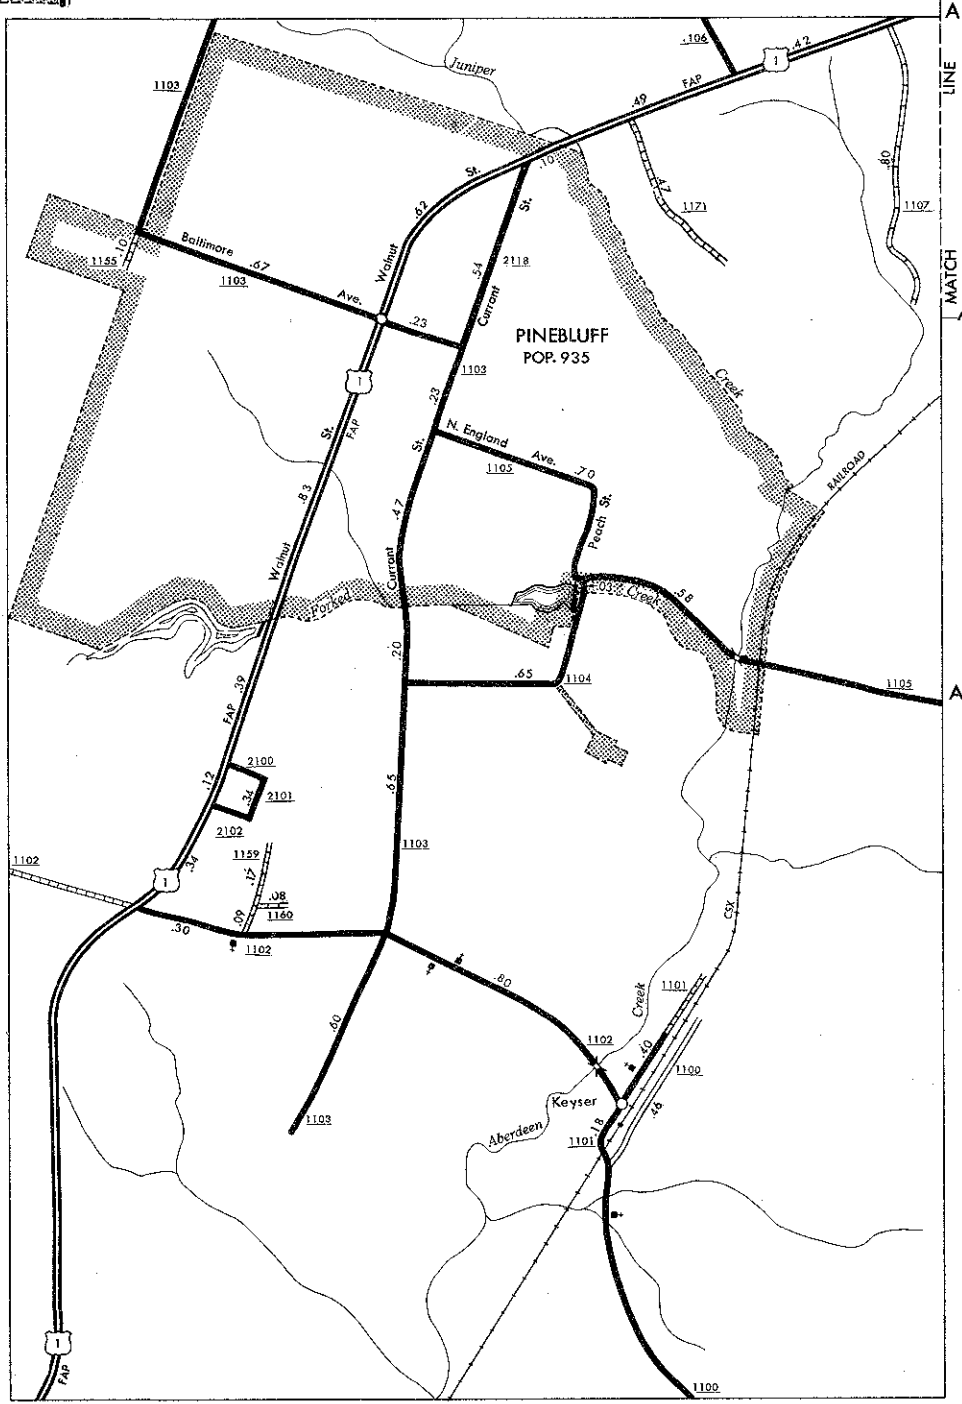 A
LINE
MATCH
A
A
1103
Juniper
.106
1
.42
FAP
.49
.10
.47
1171
.80
1107
St.
.62
Walnut
St.
.54
2118
Currant
Baltimore
.67
1103
Ave.
.10
1155
.23
PINEBLUFF
POP. 935
1103
.23
1
St.
FAP
St.
N. England
Ave.
1105
.70
Peach St.
Creek
RAILROAD
.83
Walnut
.47
Currant
Forked
.03
Creek
.58
1105
.20
.65
1104
.39
FAP
.12
2100
.34
2101
2102
.65
1103
.34
1
1102
1159
.17
.08
.09
1160
.30
1102
.80
.60
1103
CSX
1101
Creek
1102
.40
1100
.46
Keyser
Aberdeen
.18
1101
1
FAP
1100